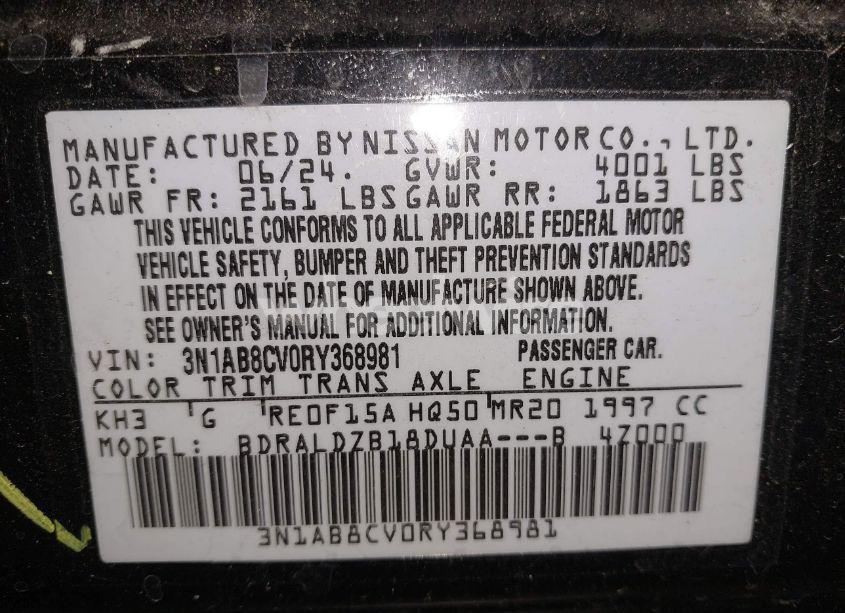 MANUFACTURED BY NISSAN MOTOR CO., LTD.
DATE: 06/24. GVWR: 4001 LBS
GAWR FR: 2161 LBS GAWR RR: 1863 LBS
THIS VEHICLE CONFORMS TO ALL APPLICABLE FEDERAL MOTOR
VEHICLE SAFETY, BUMPER AND THEFT PREVENTION STANDARDS
IN EFFECT ON THE DATE OF MANUFACTURE SHOWN ABOVE.
SEE OWNER'S MANUAL FOR ADDITIONAL INFORMATION.
VIN: 3N1AB8CV0RY368981 PASSENGER CAR.
COLOR TRIM TRANS AXLE ENGINE
KH3 G RE0F15A HQ50 MR20 1997 CC
MODEL: BDRALDZB18DUAA---B 4Z000
3N1AB8CV0RY368981